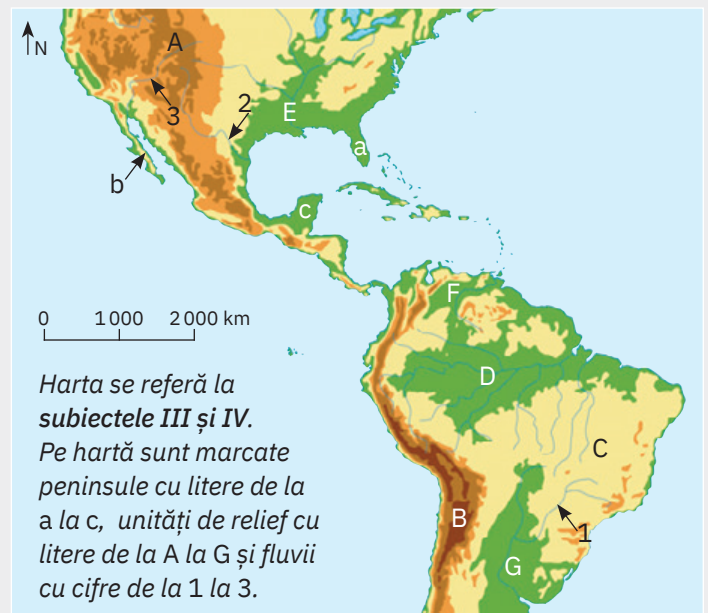 N
A
3
2
E
a
b
c
F
0 1 000 2 000 km
D
Harta se referă la
subiectele III și IV.
Pe hartă sunt marcate
peninsule cu litere de la
a la c, unități de relief cu
litere de la A la G și fluvii
cu cifre de la 1 la 3.
C
B
1
G